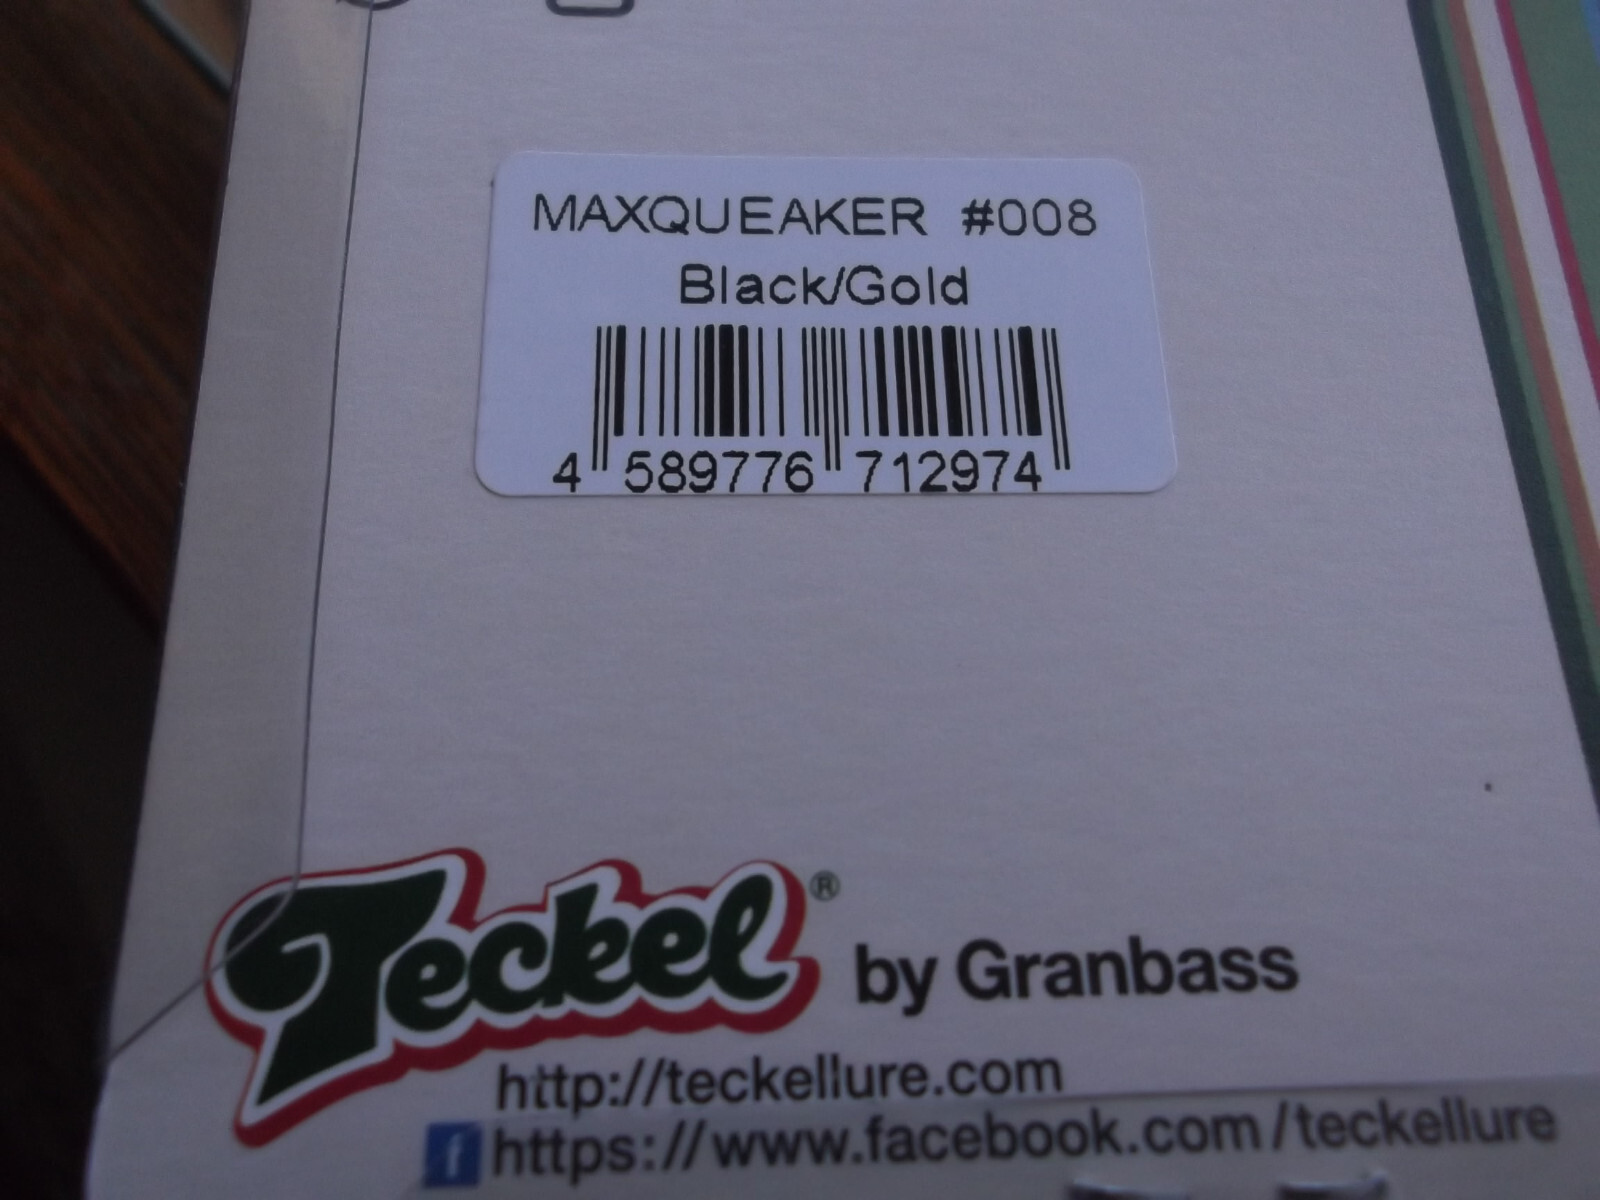 MAXQUEAKER #008
Black/Gold
4 589776 712974
Teckel® by Granbass
http://teckellure.com
f https://www.facebook.com/teckellure